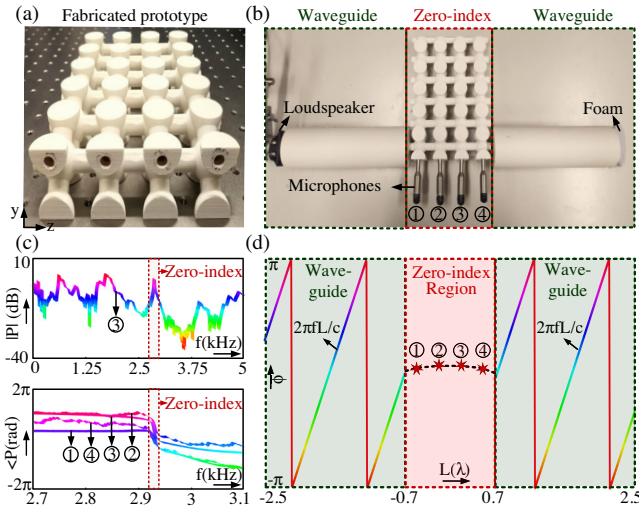 (a) Fabricated prototype
y
z
(b) Waveguide Zero-index Waveguide
Loudspeaker
Foam
Microphones
① ② ③ ④
(c)
10
|P| (dB)
-40
Zero-index
③
f(kHz)
0 1.25 2.5 3.75 5
2π
<P(rad)
-2π
Zero-index
① ④ ③ ②
f(kHz)
2.7 2.8 2.9 3 3.1
(d)
π
Wave-
guide
Zero-index
Region
Wave-
guide
2πfL/c
2πfL/c
① ② ③ ④
ϕ
L(λ)
-π
-2.5 -0.7 0.7 2.5